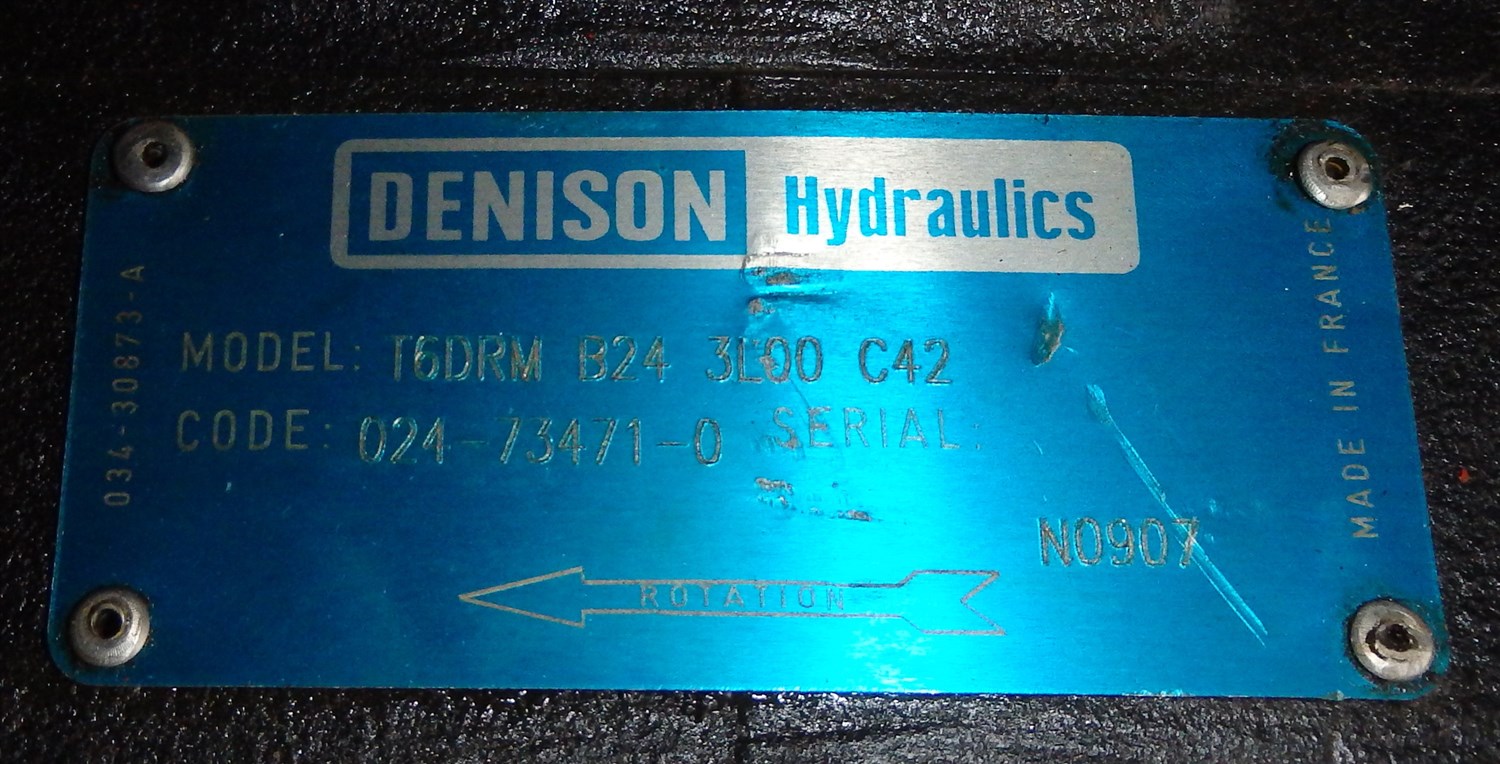 DENISON Hydraulics
MODEL: T6DRM B24 3L00 C42
CODE: 024-73471-0 SERIAL:
N0907
ROTATION
034-30873-A
MADE IN FRANCE